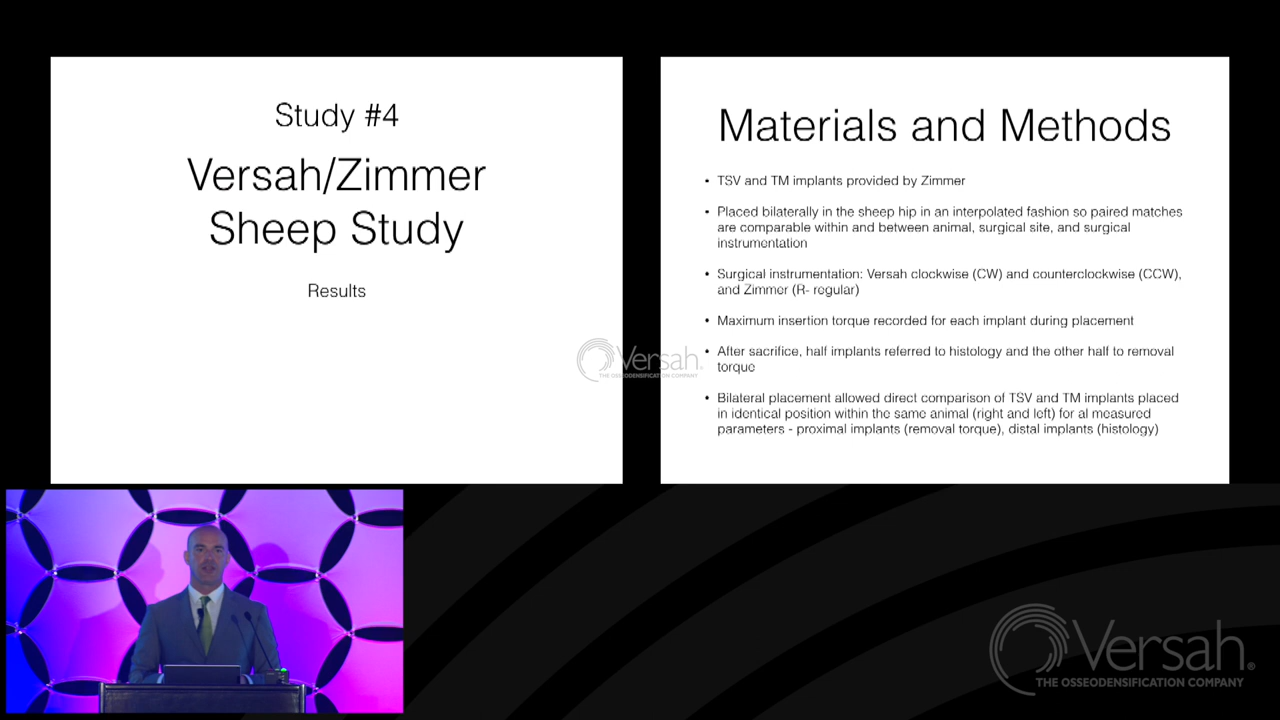 Study #4
Versah/Zimmer
Sheep Study
Results
Materials and Methods
• TSV and TM implants provided by Zimmer
• Placed bilaterally in the sheep hip in an interpolated fashion so paired matches
are comparable within and between animal, surgical site, and surgical
instrumentation
• Surgical instrumentation: Versah clockwise (CW) and counterclockwise (CCW),
and Zimmer (R- regular)
• Maximum insertion torque recorded for each implant during placement
• After sacrifice, half implants referred to histology and the other half to removal
torque
• Bilateral placement allowed direct comparison of TSV and TM implants placed
in identical position within the same animal (right and left) for al measured
parameters - proximal implants (removal torque), distal implants (histology)
Versah®
THE OSSEODENSIFICATION COMPANY
Versah®
THE OSSEODENSIFICATION COMPANY